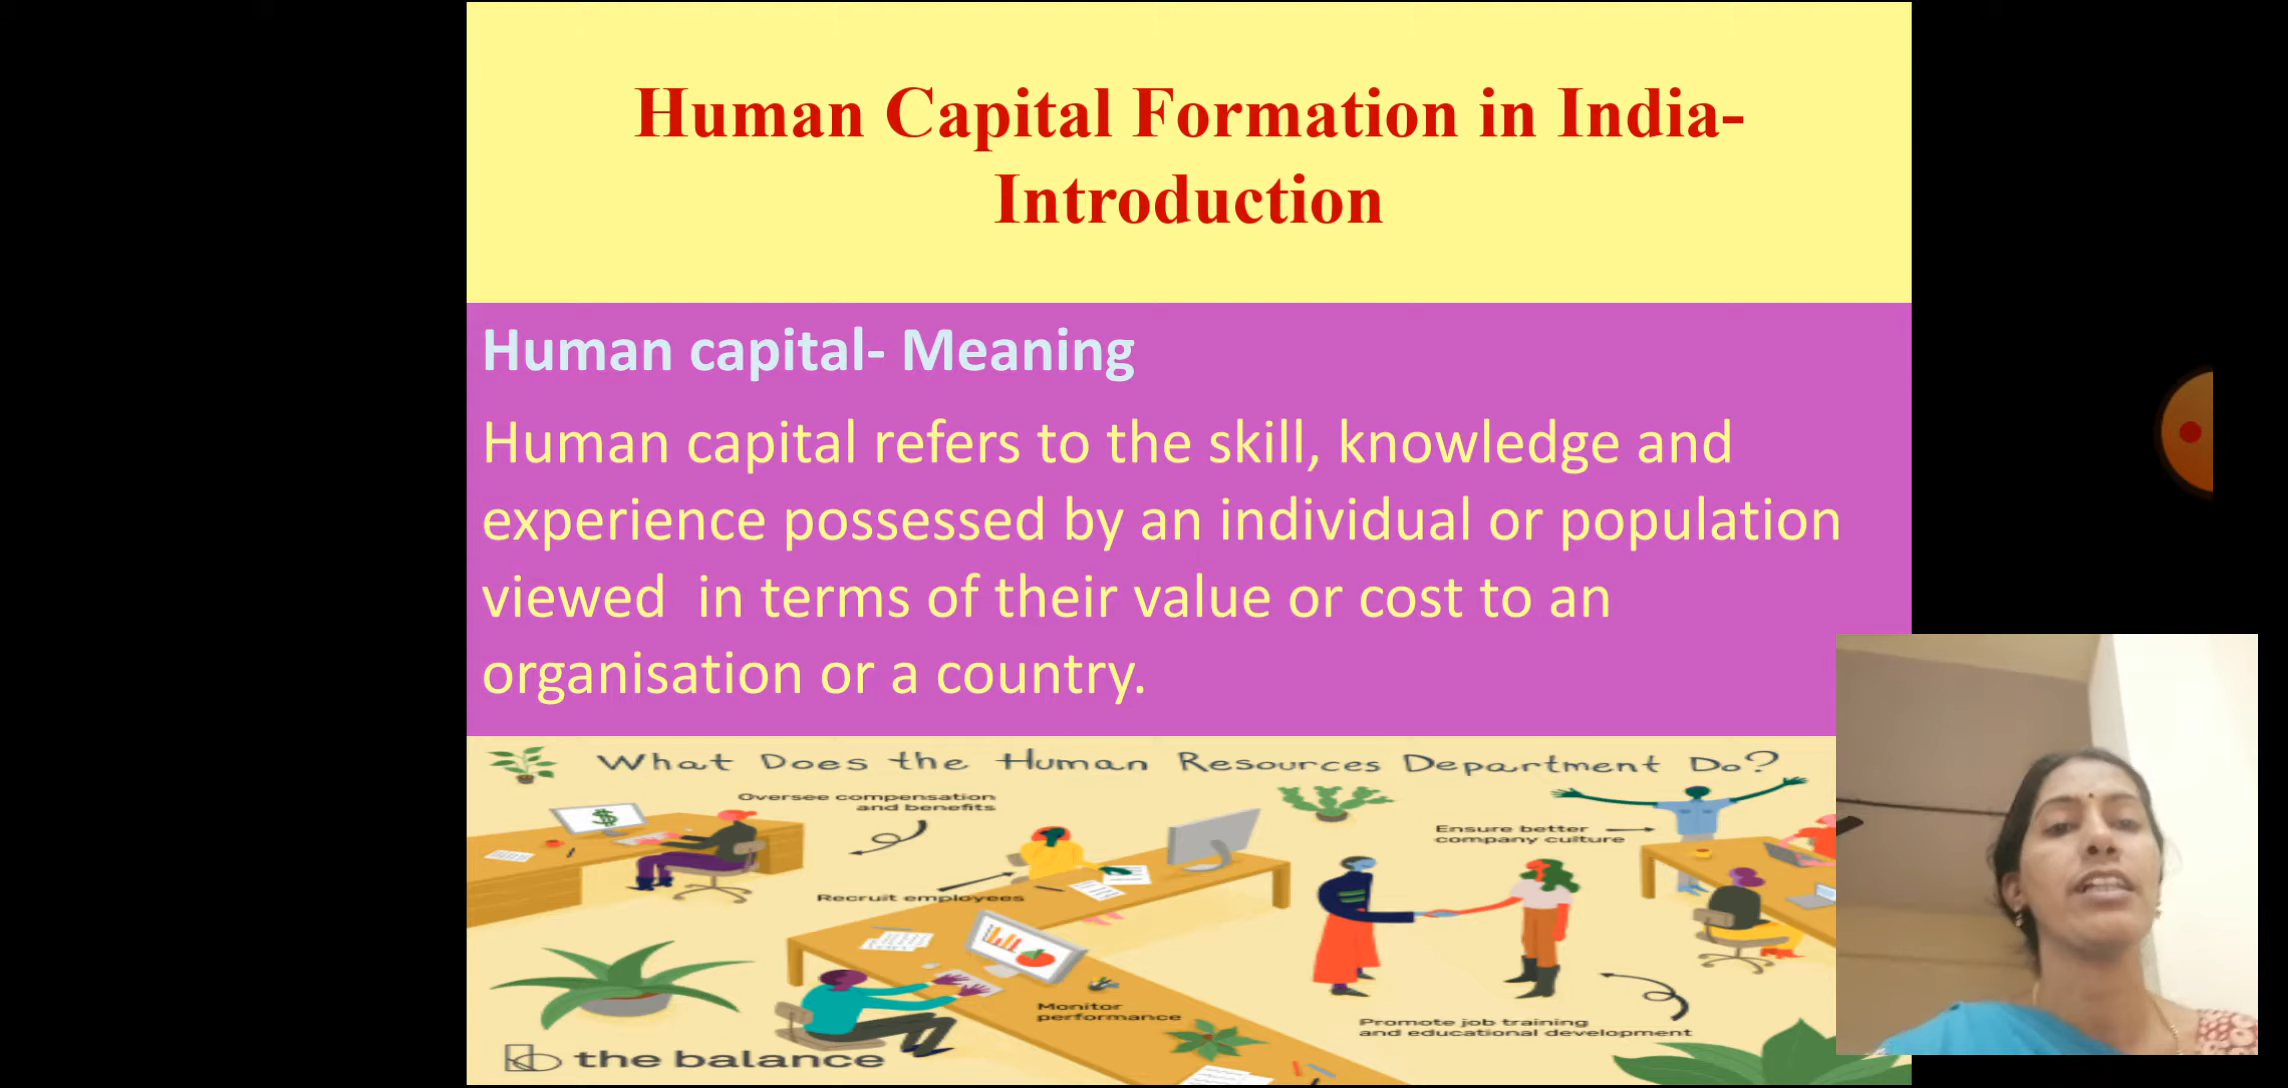 Human Capital Formation in India-
Introduction
Human capital- Meaning
Human capital refers to the skill, knowledge and
experience possessed by an individual or population
viewed in terms of their value or cost to an
organisation or a country.
What Does the Human Resources Department Do?
Oversee compensation
and benefits
Recruit employees
Ensure better
company culture
Monitor
performance
Promote job training
and educational development
the balance